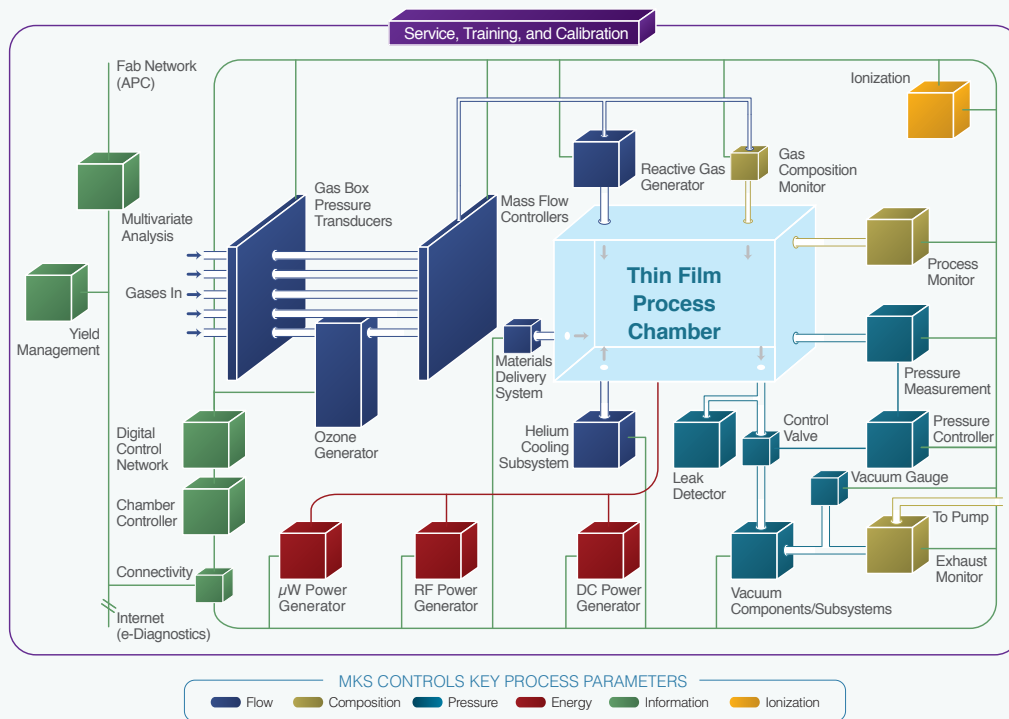 Service, Training, and Calibration
Fab Network
(APC)
Ionization
Multivariate
Analysis
Gas Box
Pressure
Transducers
Mass Flow
Controllers
Reactive Gas
Generator
Gas
Composition
Monitor
Gases In
Yield
Management
Thin Film
Process
Chamber
Process
Monitor
Materials
Delivery
System
Pressure
Measurement
Digital
Control
Network
Ozone
Generator
Helium
Cooling
Subsystem
Leak
Detector
Control
Valve
Pressure
Controller
Vacuum Gauge
Chamber
Controller
To Pump
Connectivity
µW Power
Generator
RF Power
Generator
DC Power
Generator
Vacuum
Components/Subsystems
Exhaust
Monitor
Internet
(e-Diagnostics)
MKS CONTROLS KEY PROCESS PARAMETERS
Flow
Composition
Pressure
Energy
Information
Ionization